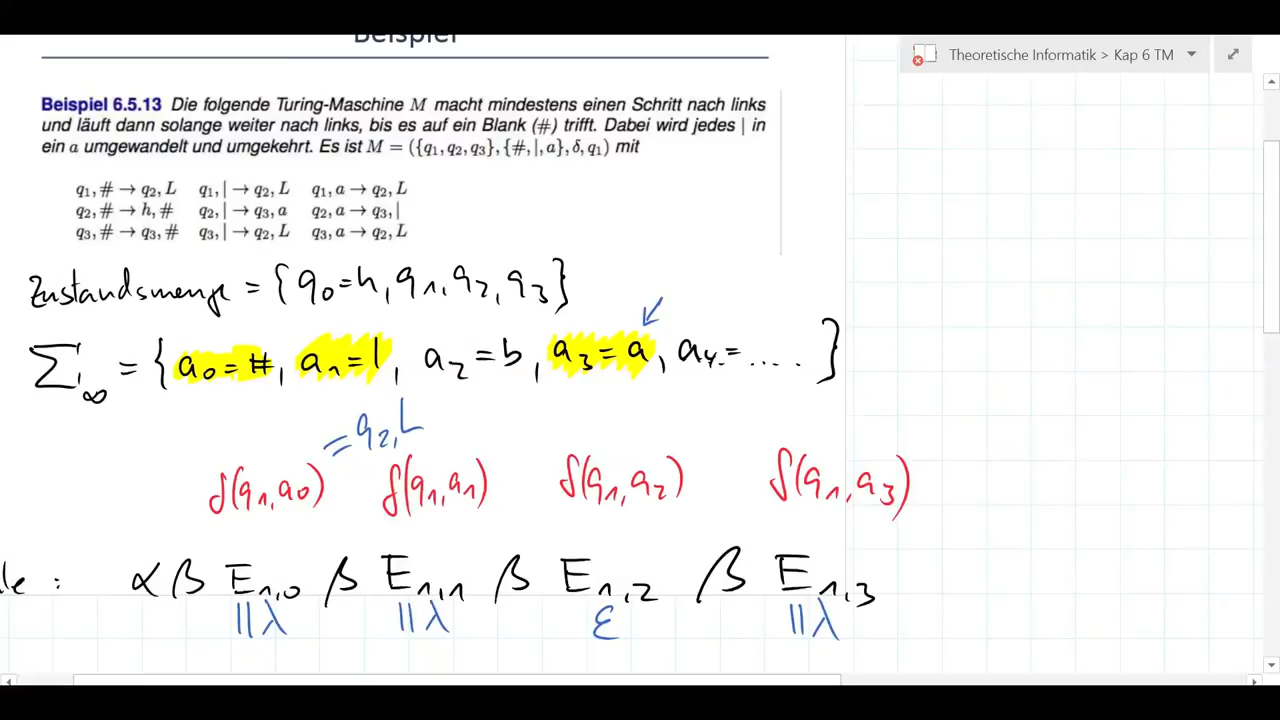 Beispiel
Theoretische Informatik > Kap 6 TM
Beispiel 6.5.13 Die folgende Turing-Maschine M macht mindestens einen Schritt nach links
und läuft dann solange weiter nach links, bis es auf ein Blank (#) trifft. Dabei wird jedes | in
ein a umgewandelt und umgekehrt. Es ist M = ({q₁, q₂, q₃}, {#, |, a}, δ, q₁) mit
q₁, # → q₂, L q₁, | → q₂, L q₁, a → q₂, L
q₂, # → h, # q₂, | → q₃, a q₂, a → q₃, |
q₃, # → q₃, # q₃, | → q₂, L q₃, a → q₂, L
Zustandsmenge = {q₀=h, q₁, q₂, q₃}
Σ∞ = {a₀ = #, a₁ = |, a₂ = b, a₃ = a, a₄ = ....}
= q₂, L
δ(q₁,a₀) δ(q₁,a₁) δ(q₁,a₂) δ(q₁,a₃)
le : α β E₁,₀ β E₁,₁ β E₁,₂ β E₁,₃
||λ ||λ ε ||λ